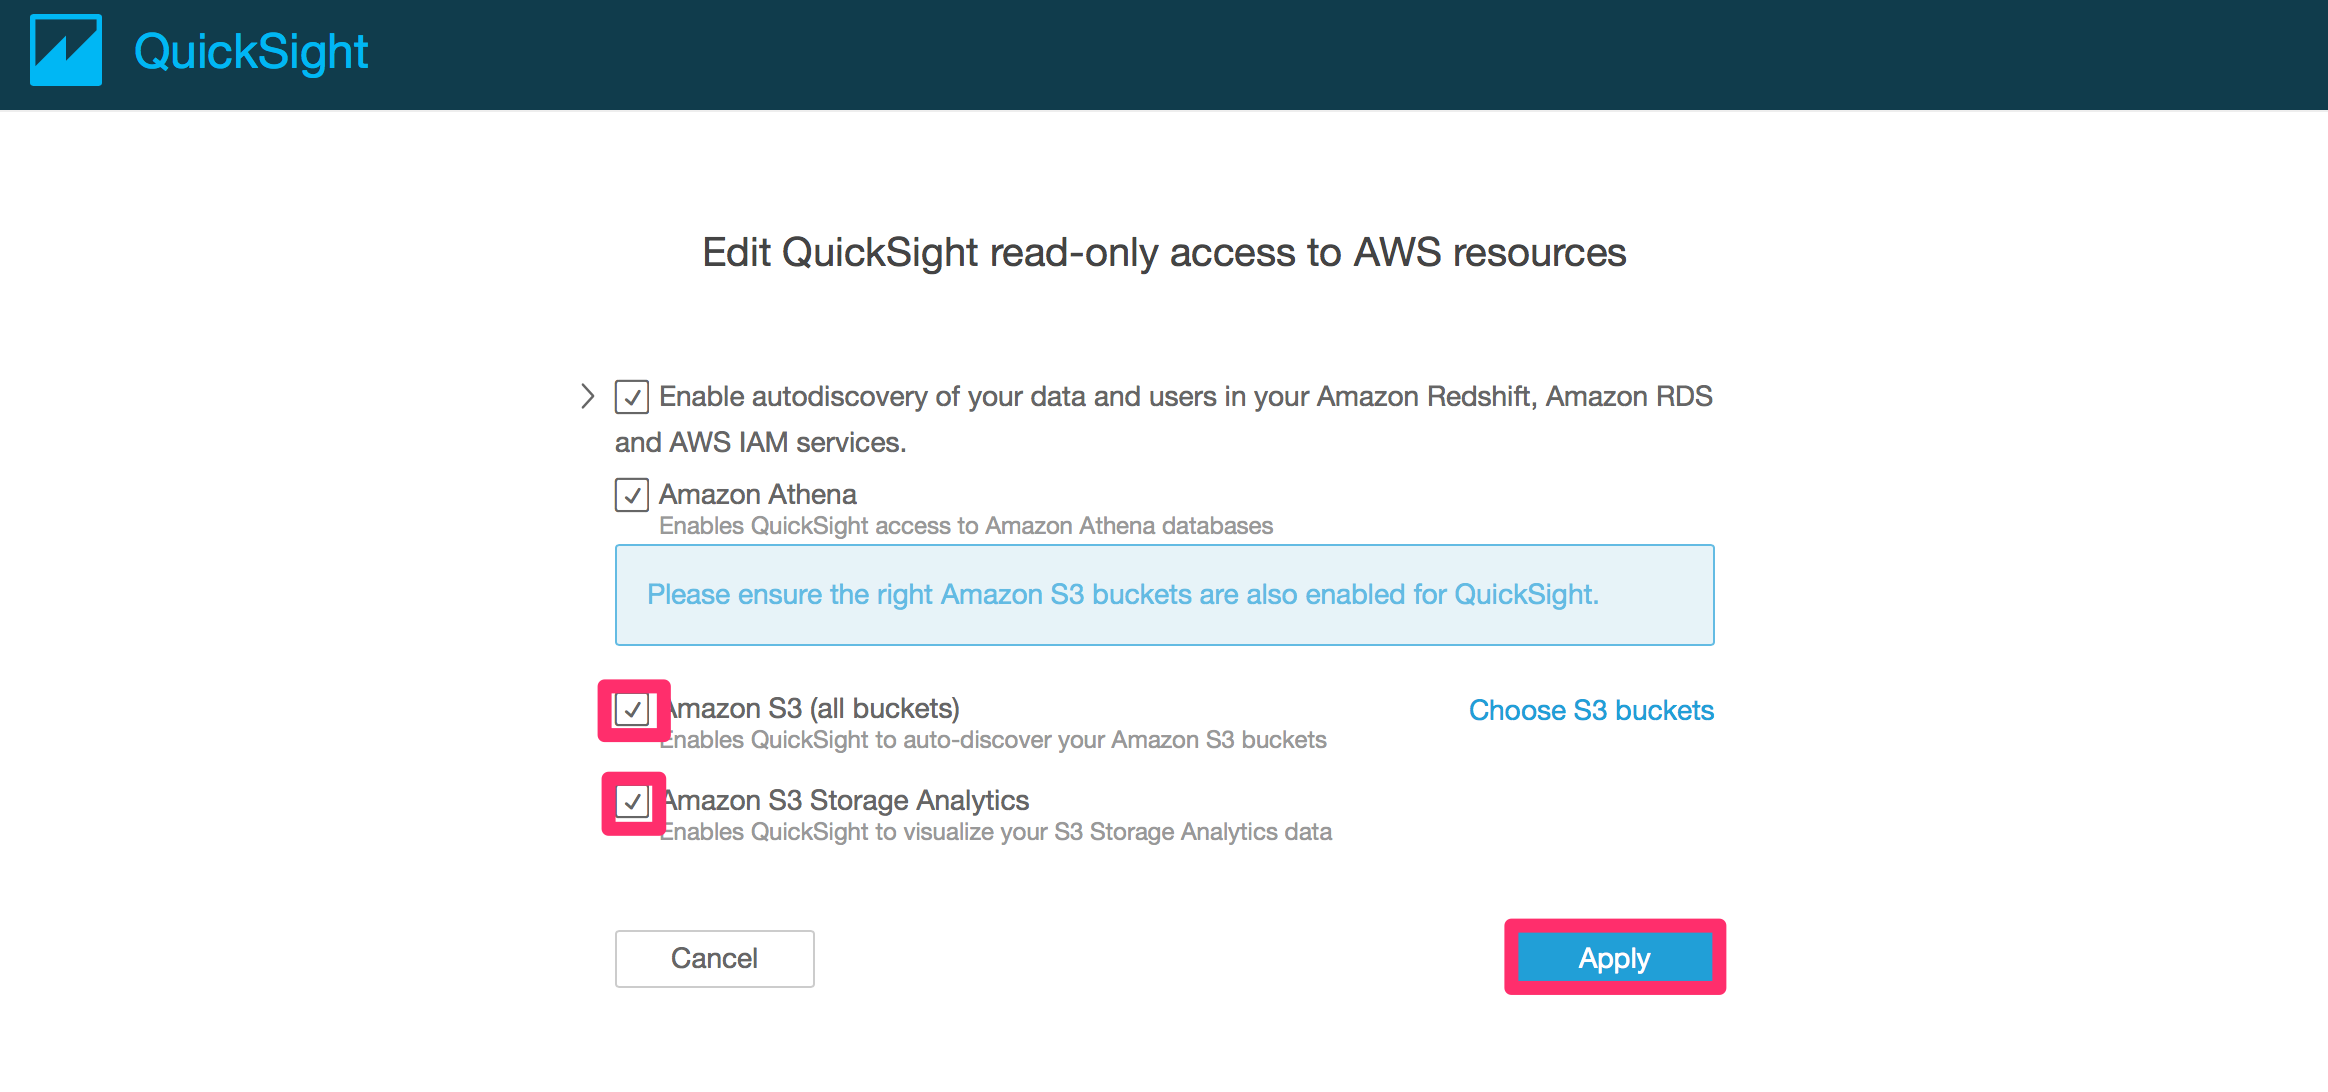 QuickSight
Edit QuickSight read-only access to AWS resources
Enable autodiscovery of your data and users in your Amazon Redshift, Amazon RDS
and AWS IAM services.
Amazon Athena
Enables QuickSight access to Amazon Athena databases
Please ensure the right Amazon S3 buckets are also enabled for QuickSight.
Amazon S3 (all buckets)
Choose S3 buckets
Enables QuickSight to auto-discover your Amazon S3 buckets
Amazon S3 Storage Analytics
Enables QuickSight to visualize your S3 Storage Analytics data
Cancel
Apply